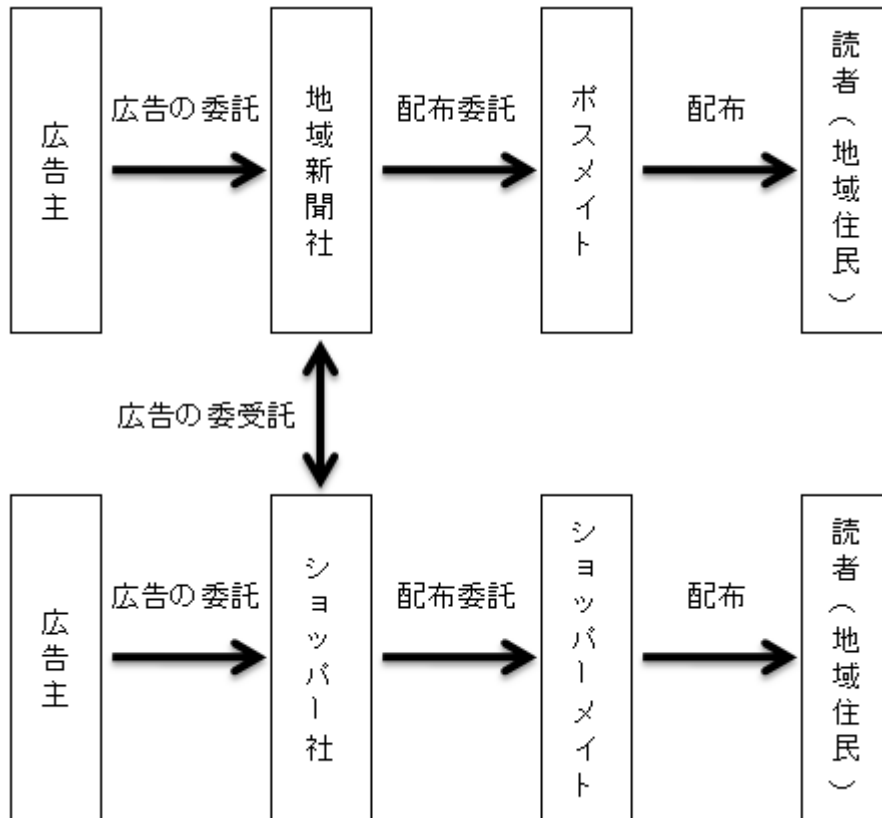 広告主
広告の委託
地域新聞社
配布委託
ポスメイト
配布
読者（地域住民）
広告の委受託
広告主
広告の委託
ショッパー社
配布委託
ショッパーメイト
配布
読者（地域住民）